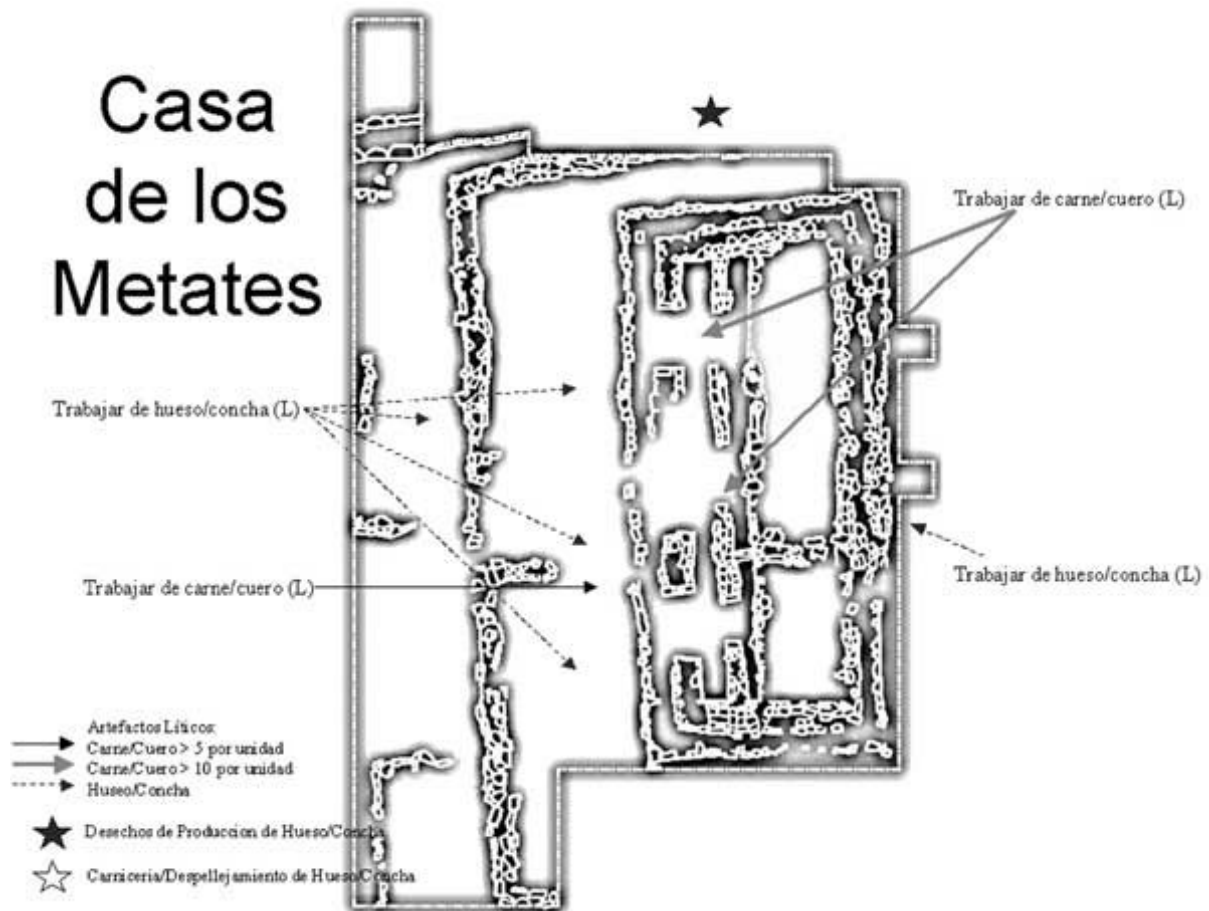 Casa
de los
Metates
Trabajar de carne/cuero (L)
Trabajar de hueso/concha (L)
Trabajar de carne/cuero (L)
Trabajar de hueso/concha (L)
Artefactos Líticos:
Carne/Cuero > 5 por unidad
Carne/Cuero > 10 por unidad
Huseo/Concha
Desechos de Produccion de Hueso/Concha
Carniceria/Despellejamiento de Hueso/Concha